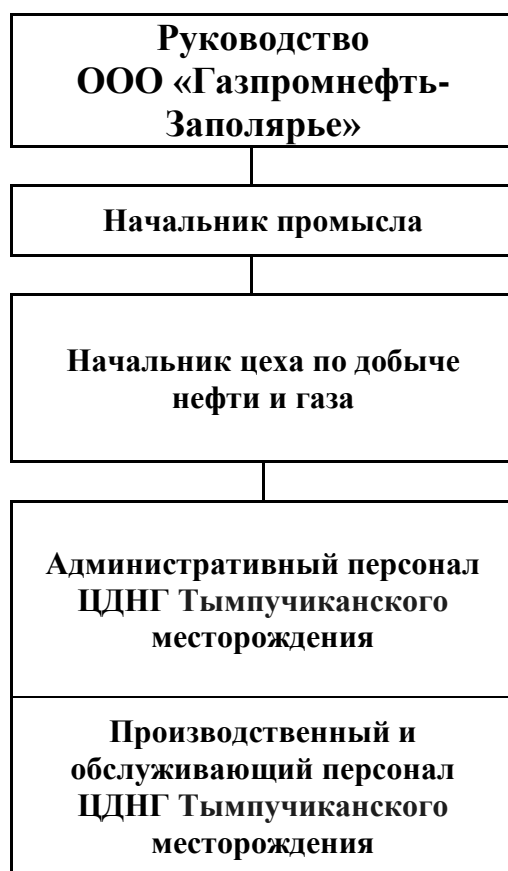 Руководство
ООО «Газпромнефть-
Заполярье»
Начальник промысла
Начальник цеха по добыче
нефти и газа
Административный персонал
ЦДНГ Тымпучиканского
месторождения
Производственный и
обслуживающий персонал
ЦДНГ Тымпучиканского
месторождения